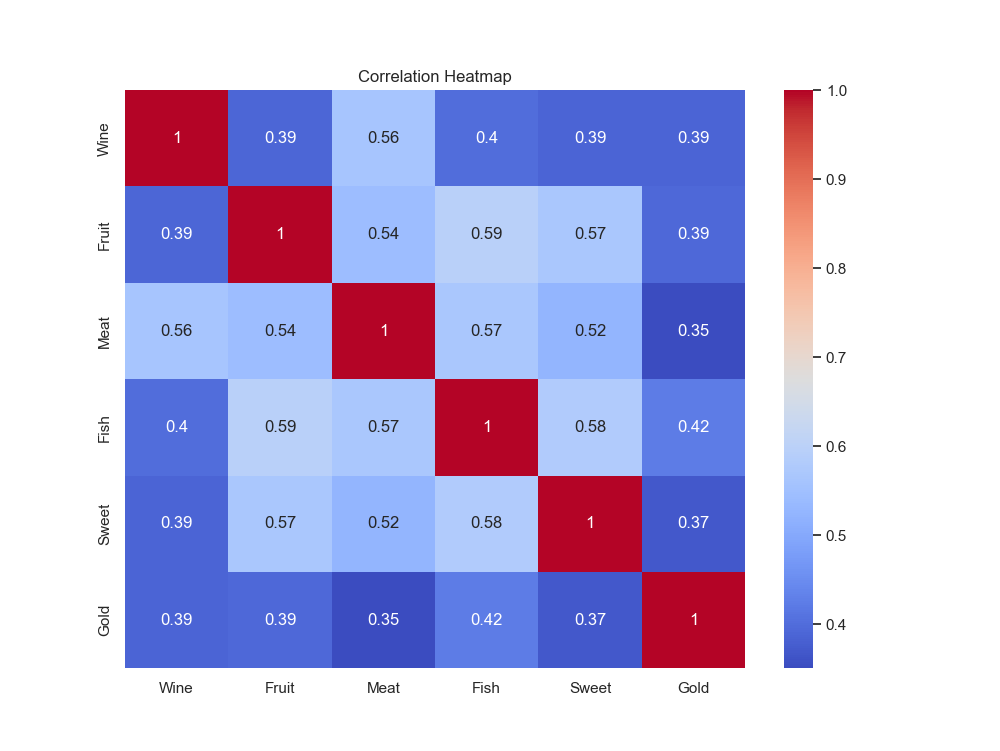 Correlation Heatmap
Wine 1 0.39 0.56 0.4 0.39 0.39
Fruit 0.39 1 0.54 0.59 0.57 0.39
Meat 0.56 0.54 1 0.57 0.52 0.35
Fish 0.4 0.59 0.57 1 0.58 0.42
Sweet 0.39 0.57 0.52 0.58 1 0.37
Gold 0.39 0.39 0.35 0.42 0.37 1
Wine Fruit Meat Fish Sweet Gold
1.0
0.9
0.8
0.7
0.6
0.5
0.4